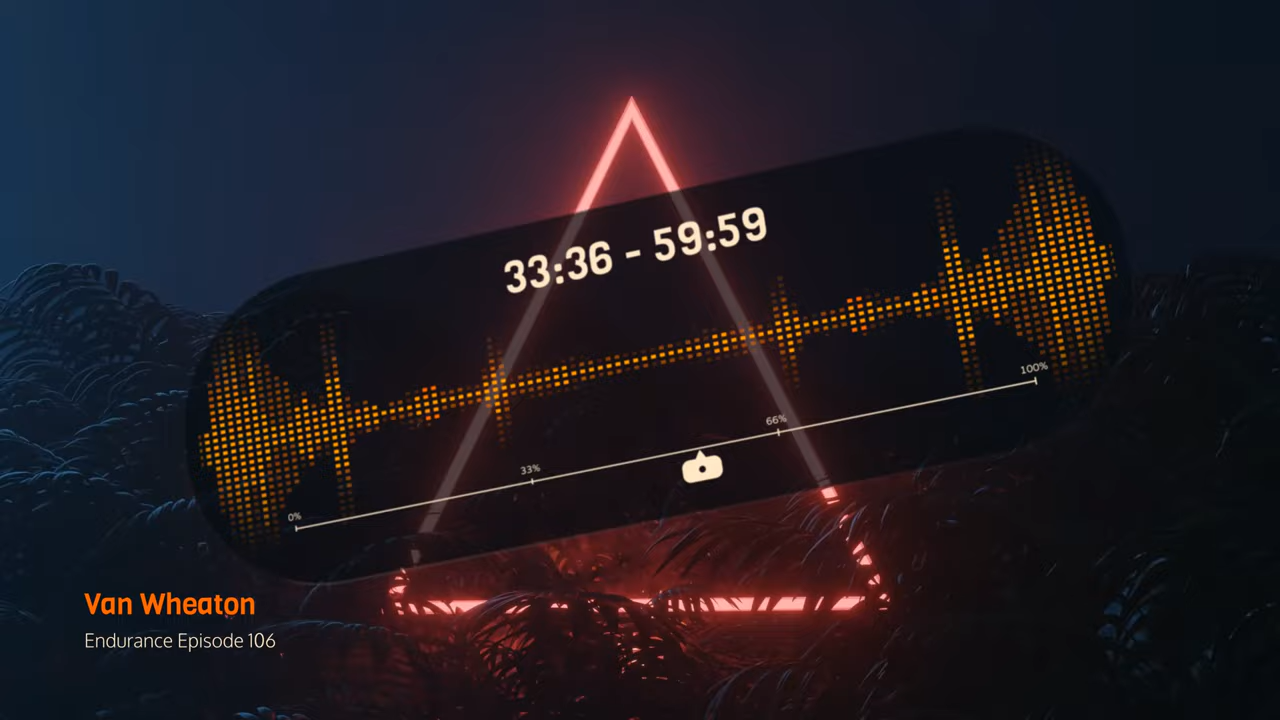 33:36 - 59:59
0%
33%
66%
100%
Van Wheaton
Endurance Episode 106